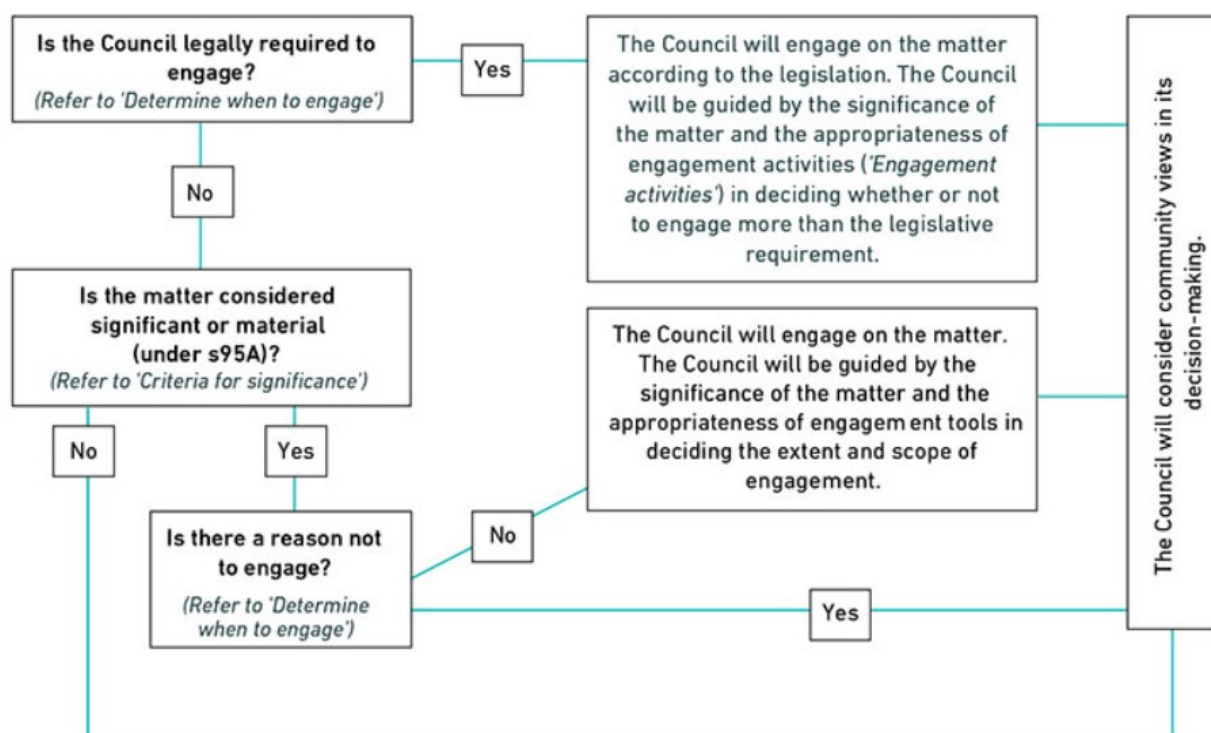 Is the Council legally required to
engage?
(Refer to 'Determine when to engage')
Yes
The Council will engage on the matter
according to the legislation. The Council
will be guided by the significance of
the matter and the appropriateness of
engagement activities ('Engagement
activities') in deciding whether or not
to engage more than the legislative
requirement.
No
Is the matter considered
significant or material
(under s95A)?
(Refer to 'Criteria for significance')
No
Yes
The Council will engage on the matter.
The Council will be guided by the
significance of the matter and the
appropriateness of engagem ent tools in
deciding the extent and scope of
engagement.
Is there a reason not
to engage?
(Refer to 'Determine
when to engage')
No
Yes
The Council will consider community views in its
decision-making.